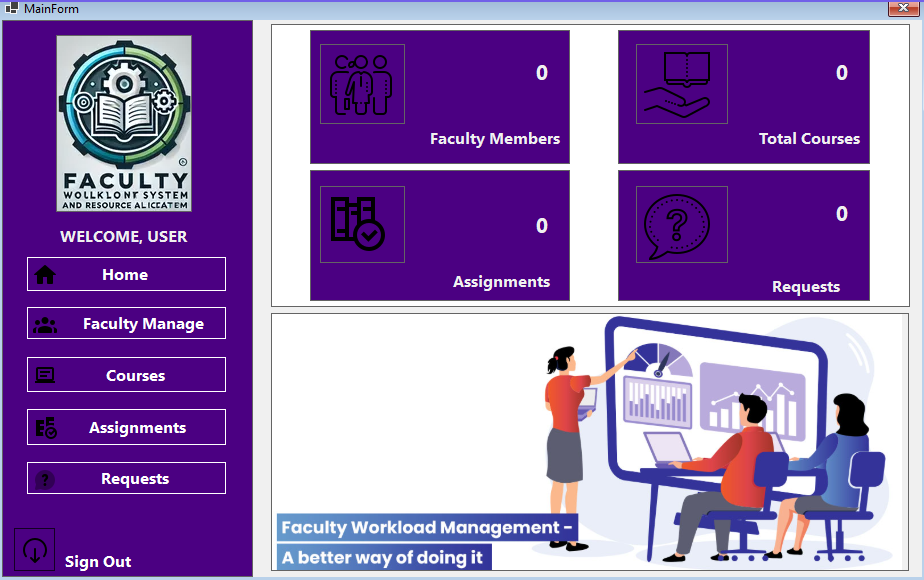 MainForm
FACULTY
WOLLKLONT SYSTEM
AND RESOURCE ALICATEM
WELCOME, USER
Home
Faculty Manage
Courses
Assignments
Requests
Sign Out
0
Faculty Members
0
Total Courses
0
Assignments
0
Requests
Faculty Workload Management -
A better way of doing it